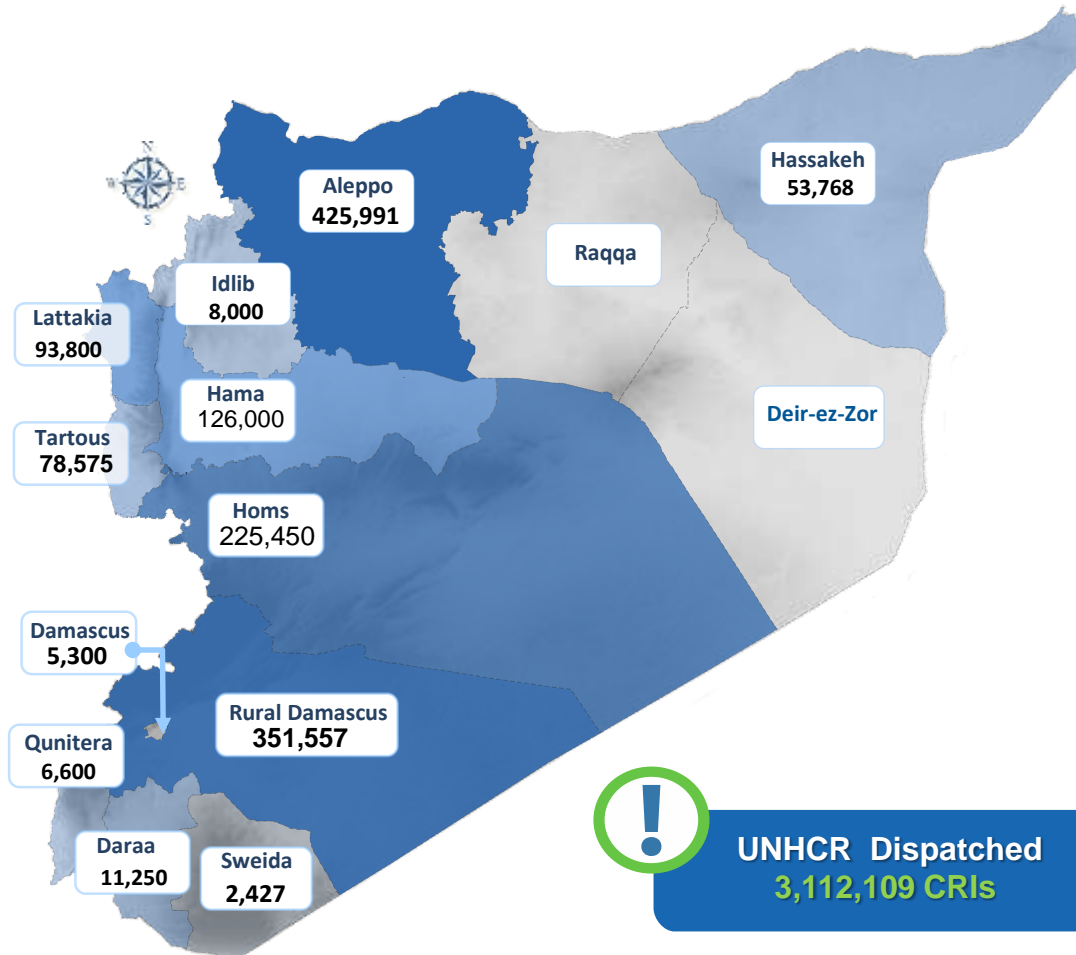 N
W E
S
Aleppo
425,991
Hassakeh
53,768
Raqqa
Idlib
8,000
Lattakia
93,800
Hama
126,000
Deir-ez-Zor
Tartous
78,575
Homs
225,450
Damascus
5,300
Rural Damascus
351,557
Qunitera
6,600
Daraa
11,250
Sweida
2,427
!
UNHCR Dispatched
3,112,109 CRIs